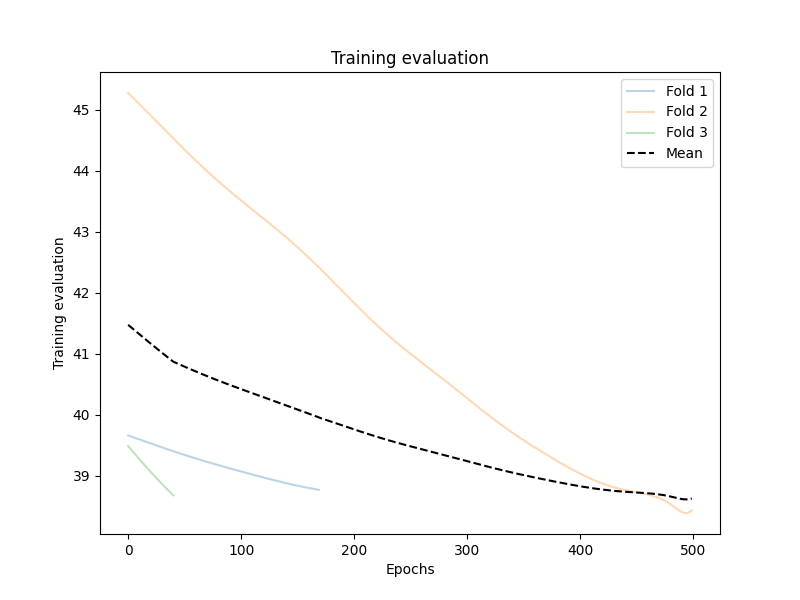 Training evaluation
Fold 1
Fold 2
Fold 3
Mean
Training evaluation
45
44
43
42
41
40
39
0 100 200 300 400 500
Epochs